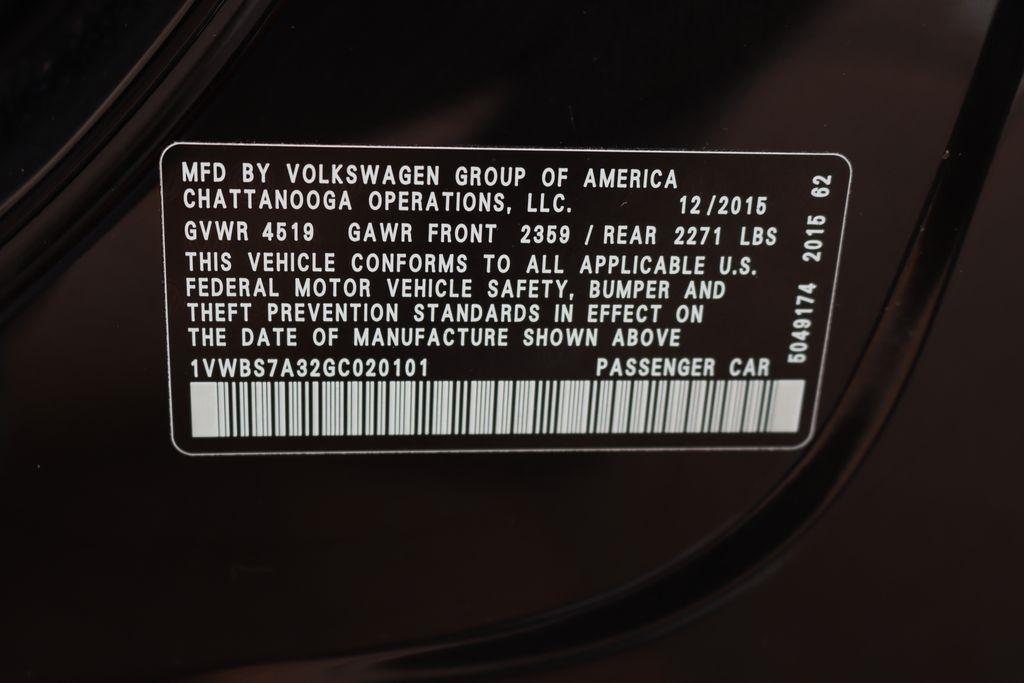 MFD BY VOLKSWAGEN GROUP OF AMERICA
CHATTANOOGA OPERATIONS, LLC. 12/2015
GVWR 4519 GAWR FRONT 2359 / REAR 2271 LBS
THIS VEHICLE CONFORMS TO ALL APPLICABLE U.S.
FEDERAL MOTOR VEHICLE SAFETY, BUMPER AND
THEFT PREVENTION STANDARDS IN EFFECT ON
THE DATE OF MANUFACTURE SHOWN ABOVE
1VWBS7A32GC020101 PASSENGER CAR
5049174 2015 62